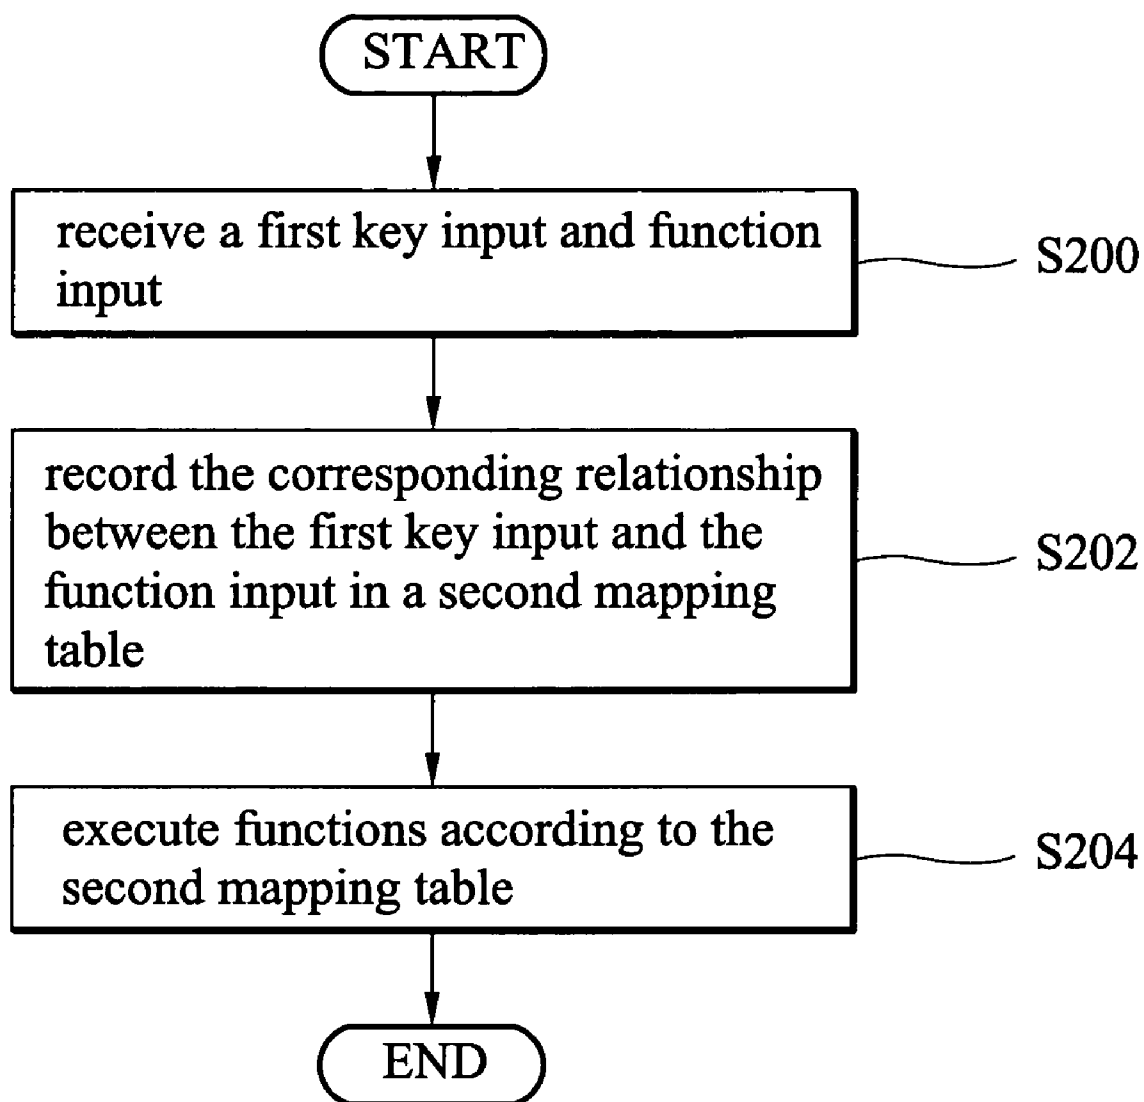 START
receive a first key input and function
input
S200
record the corresponding relationship
between the first key input and the
function input in a second mapping
table
S202
execute functions according to the
second mapping table
S204
END